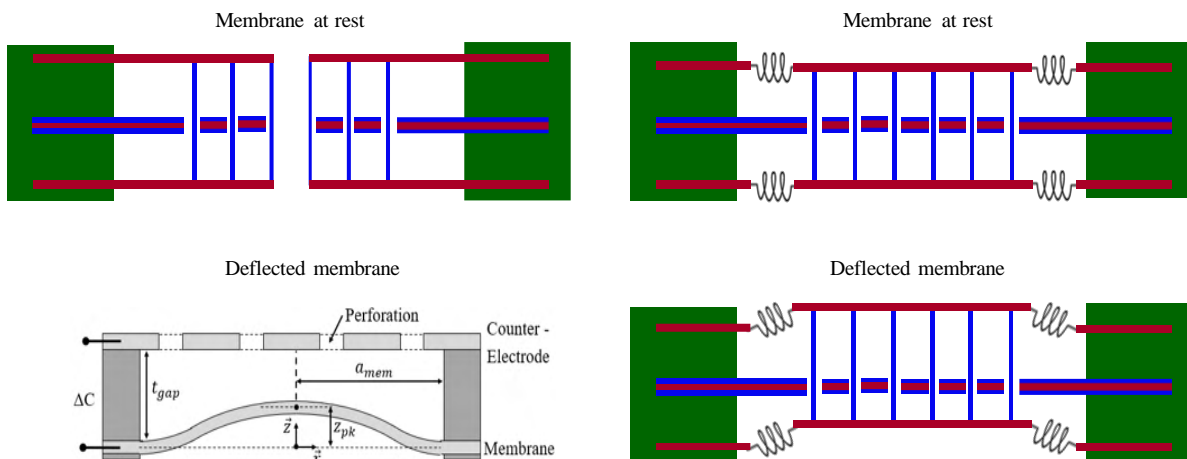 Membrane at rest
Membrane at rest
Deflected membrane
Deflected membrane
Perforation
Counter -
Electrode
t_gap
a_mem
ΔC
z⃗
z_pk
Membrane